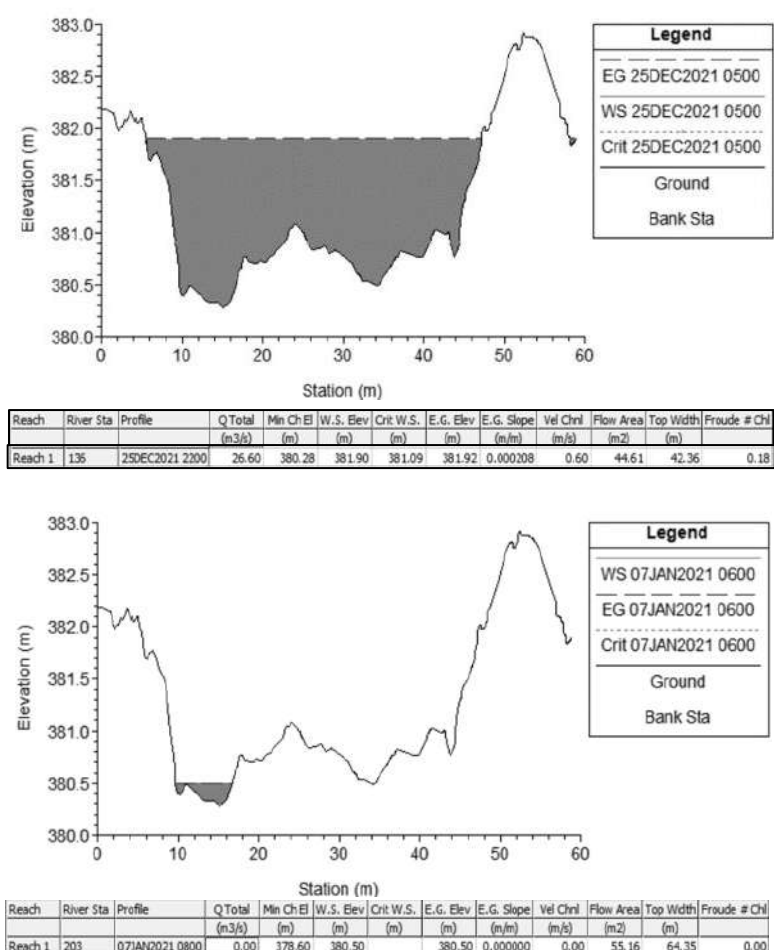 383.0
382.5
382.0
381.5
381.0
380.5
380.0
Elevation (m)
0 10 20 30 40 50 60
Station (m)
Legend
EG 25DEC2021 0500
WS 25DEC2021 0500
Crit 25DEC2021 0500
Ground
Bank Sta
Reach River Sta Profile Q Total Min Ch El W.S. Elev Crit W.S. E.G. Elev E.G. Slope Vel Chnl Flow Area Top Width Froude # Chl
(m3/s) (m) (m) (m) (m) (m/m) (m/s) (m2) (m)
Reach 1 136 25DEC2021 2200 26.60 380.28 381.90 381.09 381.92 0.000208 0.60 44.61 42.36 0.18
383.0
382.5
382.0
381.5
381.0
380.5
380.0
Elevation (m)
0 10 20 30 40 50 60
Station (m)
Legend
WS 07JAN2021 0600
EG 07JAN2021 0600
Crit 07JAN2021 0600
Ground
Bank Sta
Reach River Sta Profile Q Total Min Ch El W.S. Elev Crit W.S. E.G. Elev E.G. Slope Vel Chnl Flow Area Top Width Froude # Chl
(m3/s) (m) (m) (m) (m) (m/m) (m/s) (m2) (m)
Reach 1 203 07JAN2021 0800 0.00 378.60 380.50 380.50 0.000000 0.00 55.16 64.35